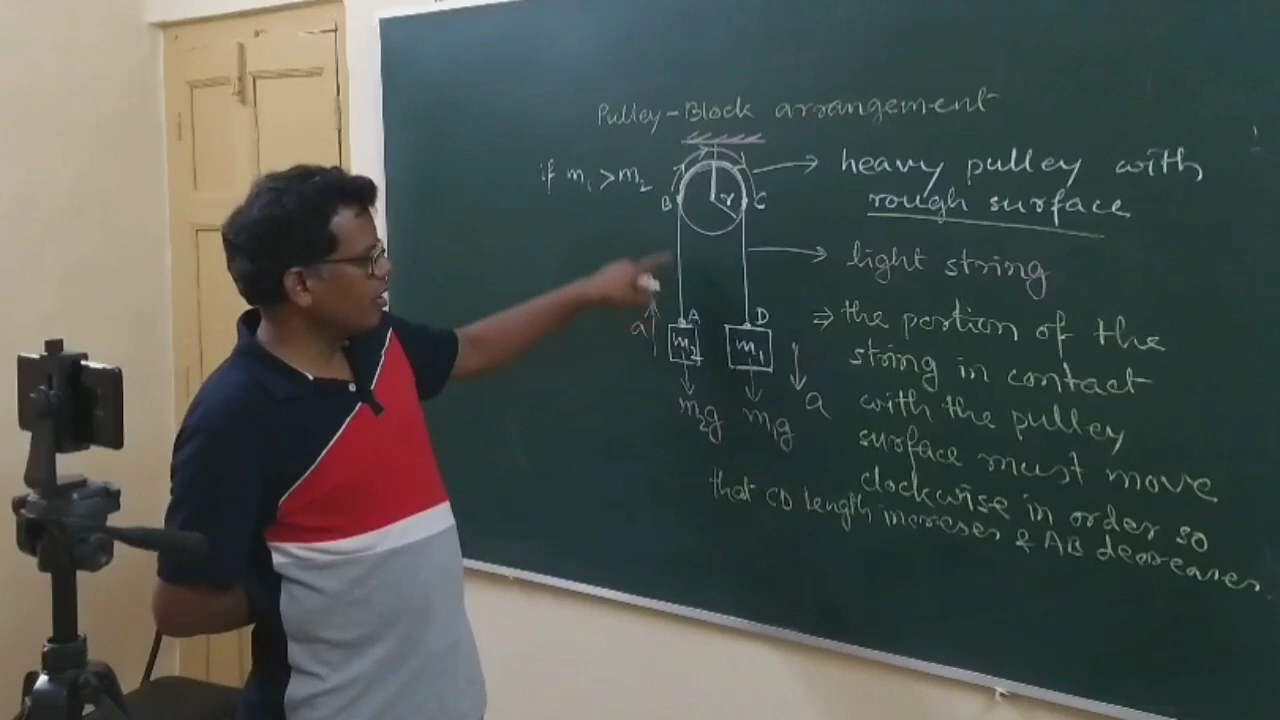 Pulley-Block arrangement
if m₁>m₂
B
r
C
heavy pulley with
rough surface
light string
A
D
m₂
m₁
a
a
m₂g
m₁g
⇒ the portion of the
string in contact
with the pulley
surface must move
clockwise in order so
that CD length increses & AB decreases